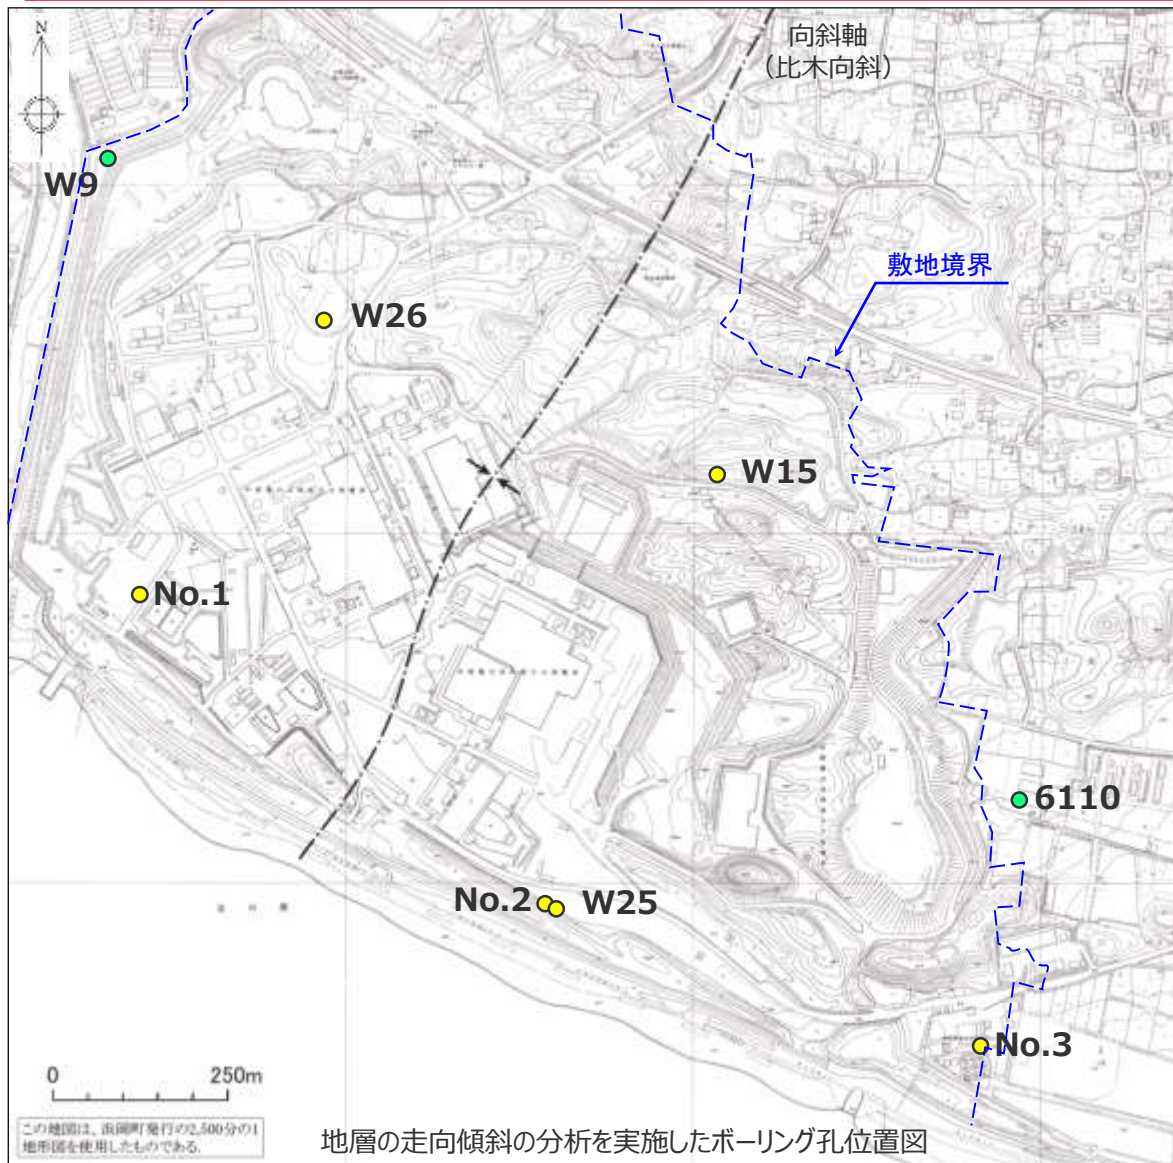 向斜軸
（比木向斜）
N
W9
敷地境界
W26
W15
No.1
6110
No.2
W25
No.3
0 250m
この地図は、浜岡町発行の2,500分の1
地形図を使用したものである。
地層の走向傾斜の分析を実施したボーリング孔位置図